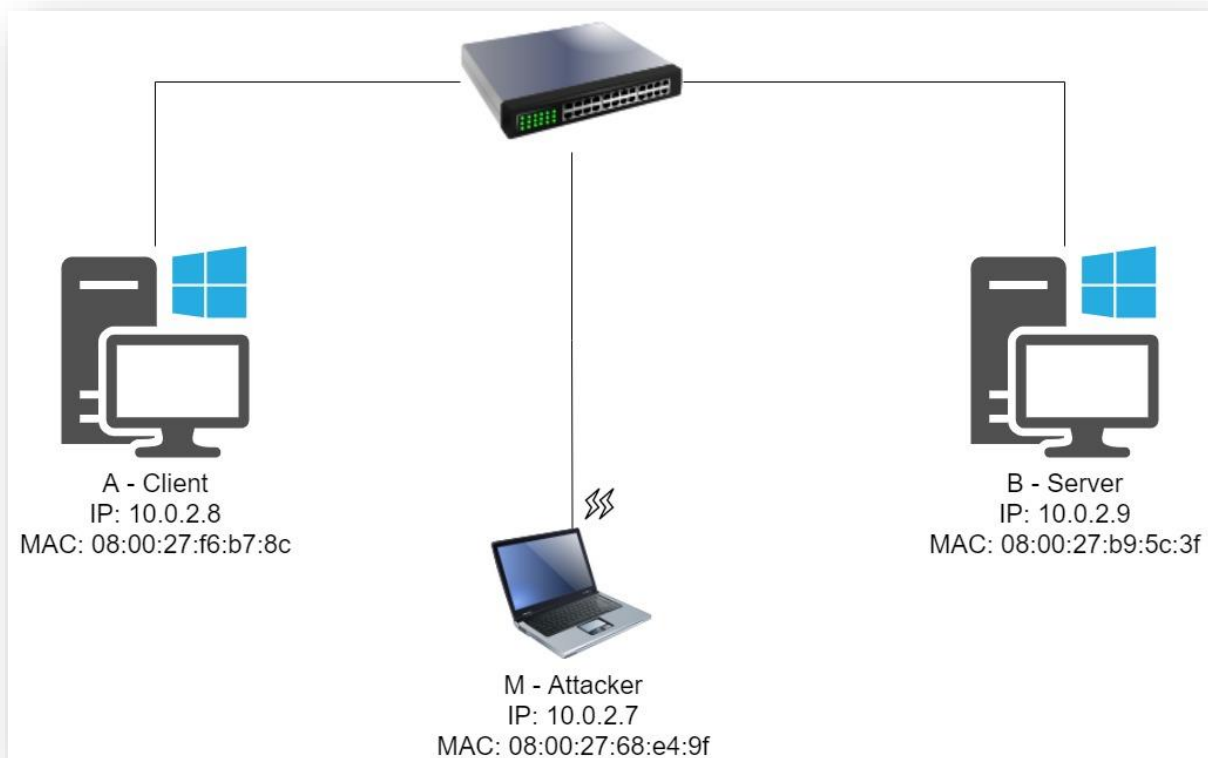 A - Client
IP: 10.0.2.8
MAC: 08:00:27:f6:b7:8c
B - Server
IP: 10.0.2.9
MAC: 08:00:27:b9:5c:3f
M - Attacker
IP: 10.0.2.7
MAC: 08:00:27:68:e4:9f